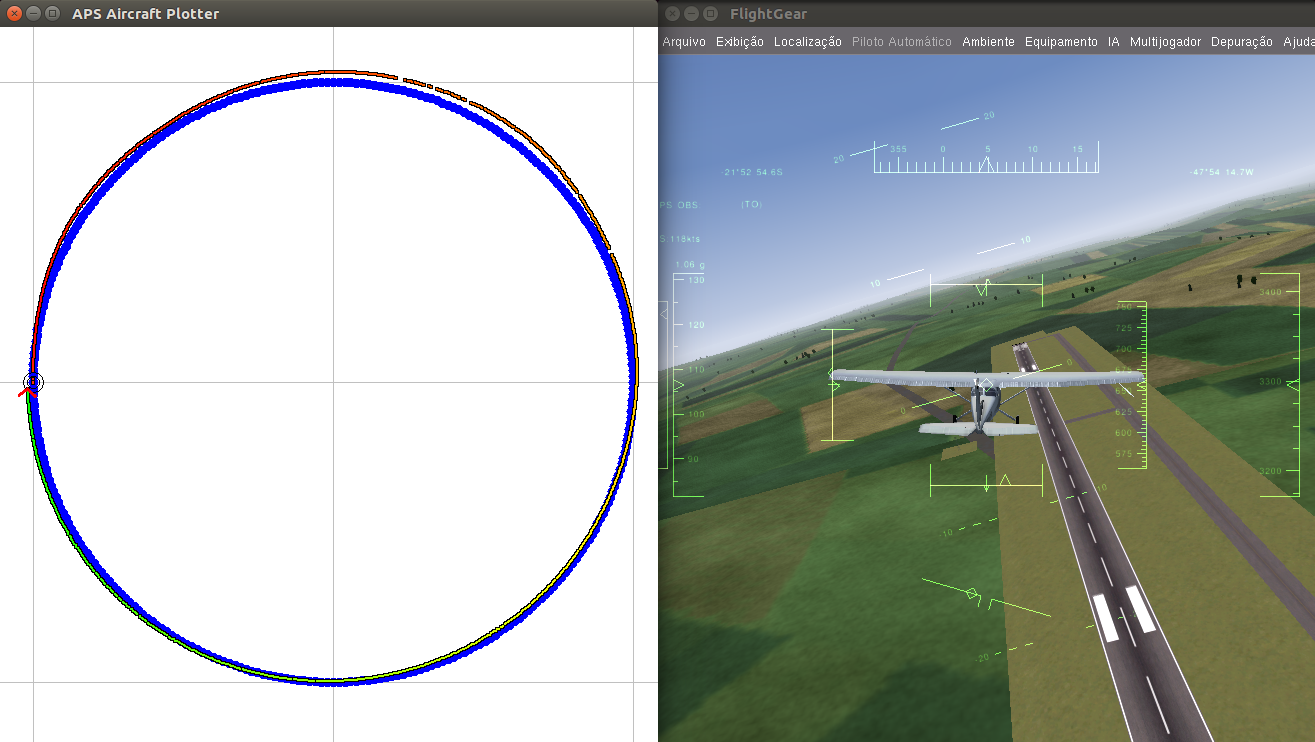 APS Aircraft Plotter
FlightGear
Arquivo Exibição Localização Piloto Automático Ambiente Equipamento IA Multijogador Depuração Ajuda
20
20
355 0 5 10 15
-21*52 54.6S
-47*54 14.7W
PS OBS: |TO|
S 118kts
1.06 g
10
10
130
120
110
100
90
750
725
700
675
625
600
575
3400
3300
3200
0
0
-10
-10
20